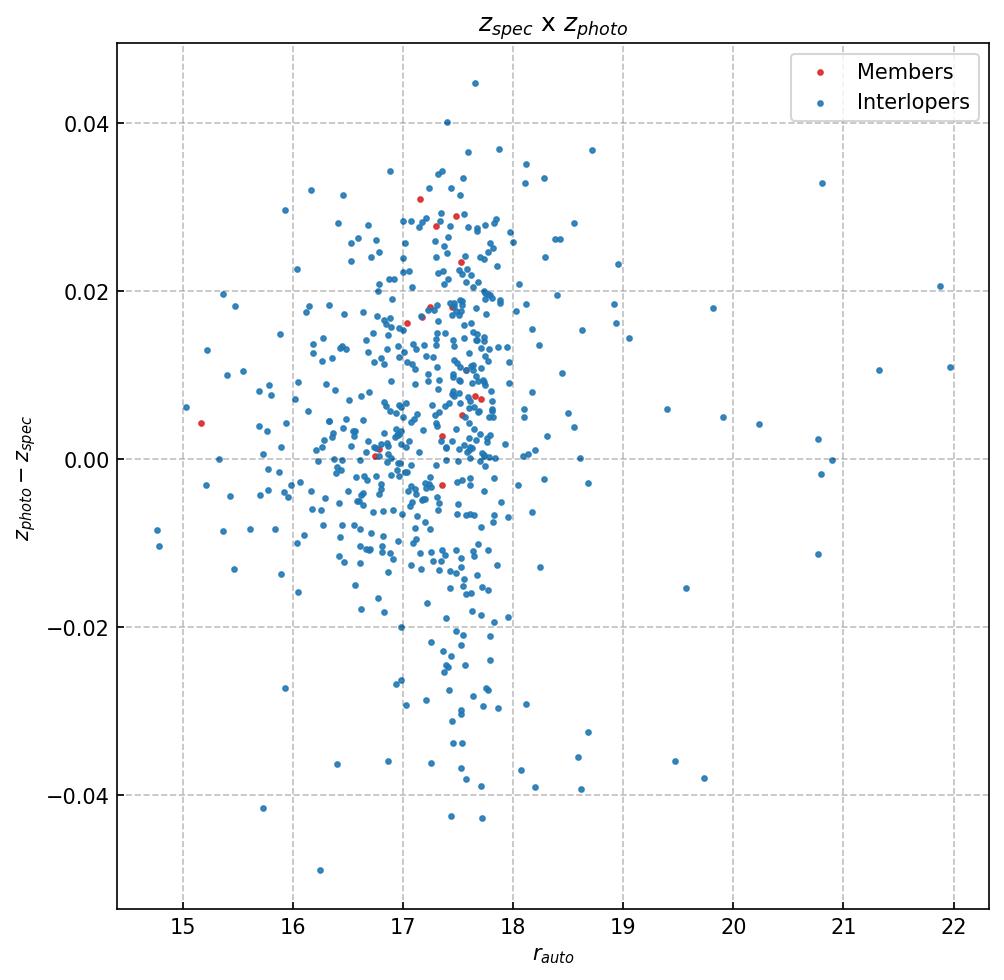 z_spec x z_photo
Members
Interlopers
0.04
0.02
0.00
−0.02
−0.04
z_photo − z_spec
15 16 17 18 19 20 21 22
r_auto